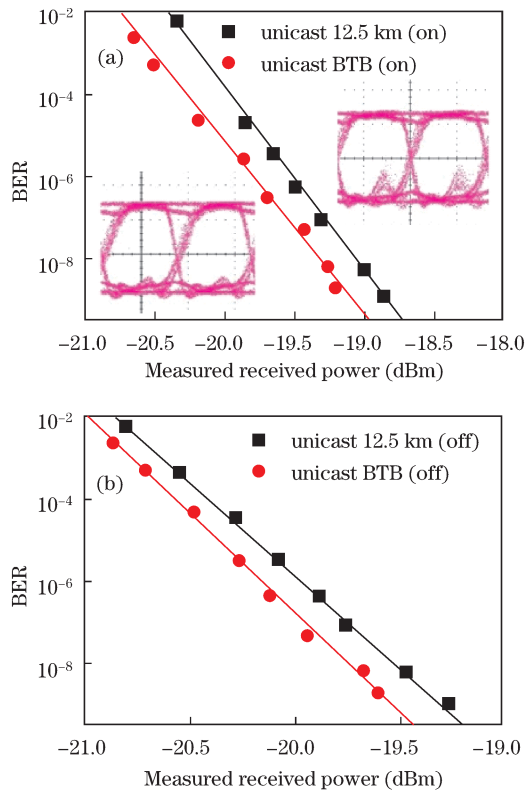 10⁻²
10⁻⁴
10⁻⁶
10⁻⁸
BER
(a)
unicast 12.5 km (on)
unicast BTB (on)
−21.0 −20.5 −20.0 −19.5 −19.0 −18.5 −18.0
Measured received power (dBm)
10⁻²
10⁻⁴
10⁻⁶
10⁻⁸
BER
(b)
unicast 12.5 km (off)
unicast BTB (off)
−21.0 −20.5 −20.0 −19.5 −19.0
Measured received power (dBm)